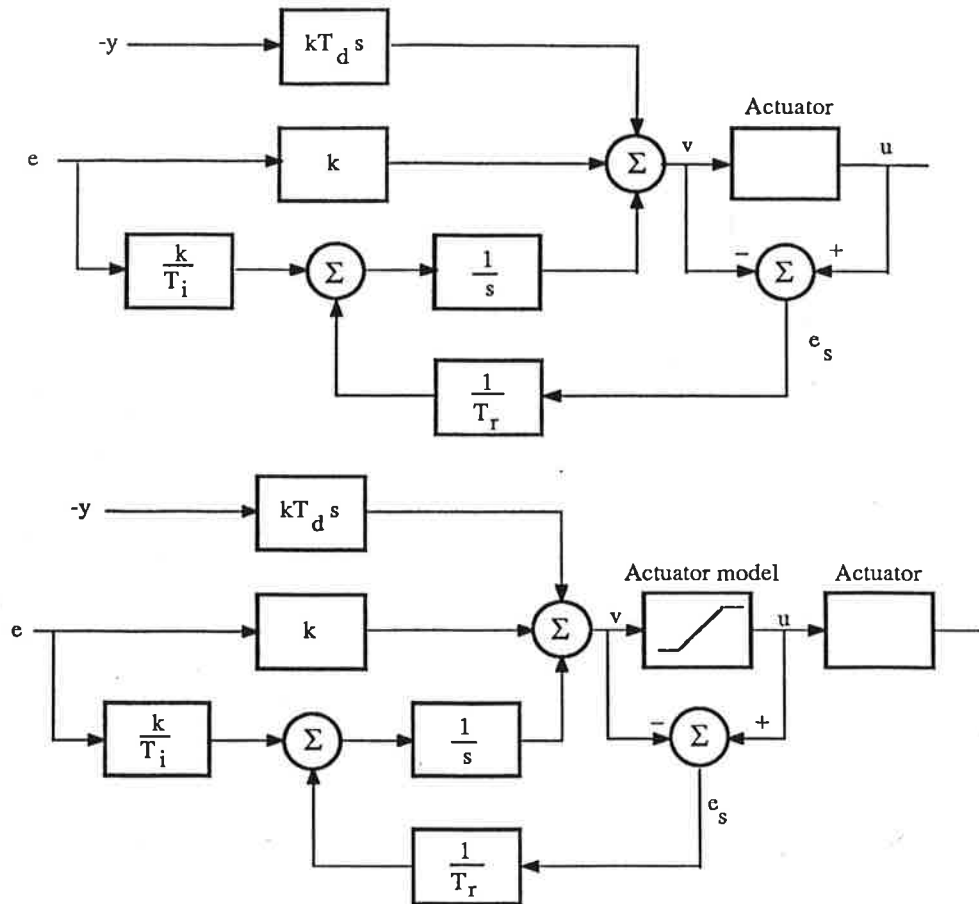 -y
kT_d s
Actuator
e
k
Σ
v
u
k
T_i
Σ
1
s
−
Σ
+
e_s
1
T_r
-y
kT_d s
Actuator model
Actuator
e
k
Σ
v
u
k
T_i
Σ
1
s
−
Σ
+
e_s
1
T_r